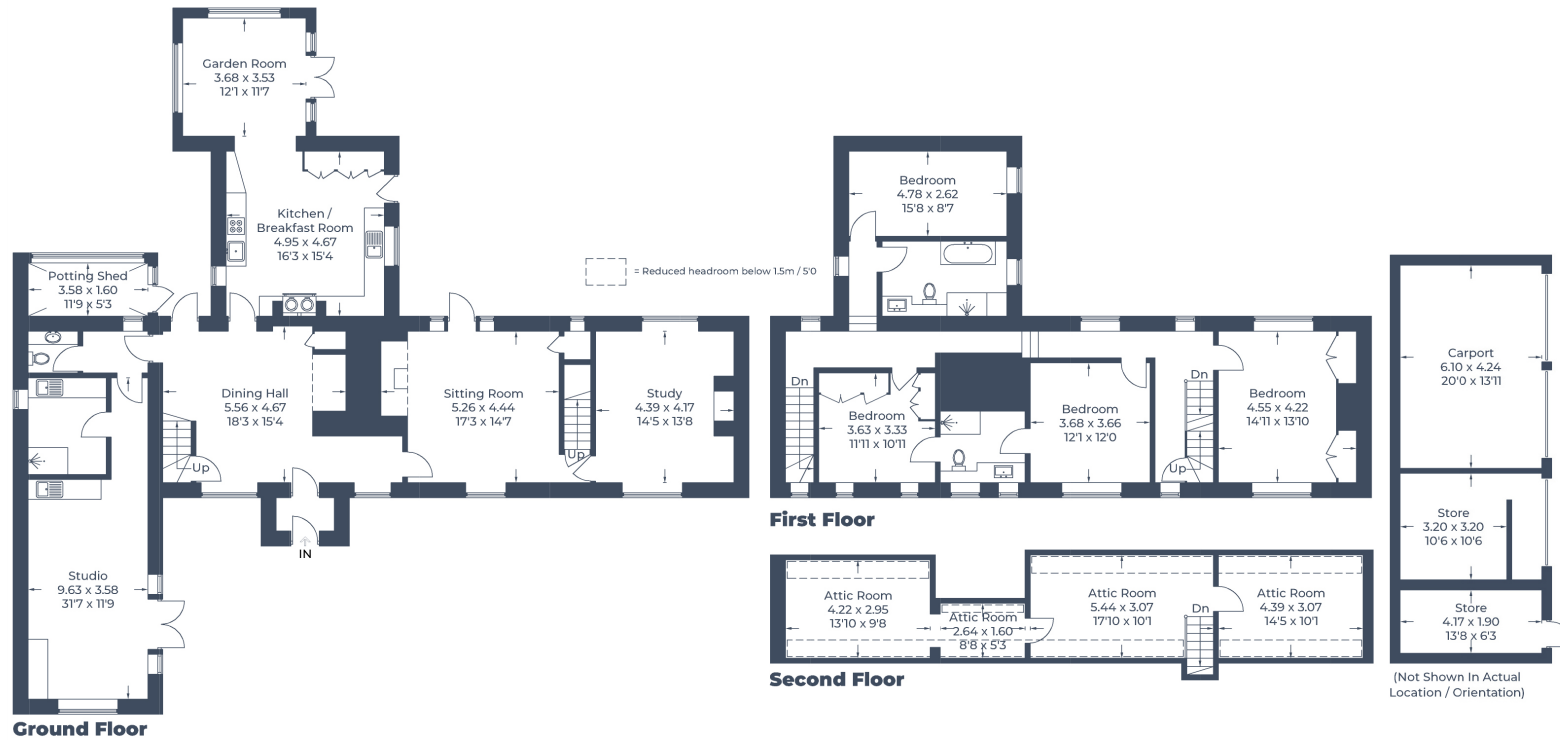 Garden Room
3.68 x 3.53
12'1 x 11'7
Kitchen /
Breakfast Room
4.95 x 4.67
16'3 x 15'4
Potting Shed
3.58 x 1.60
11'9 x 5'3
= Reduced headroom below 1.5m / 5'0
Dining Hall
5.56 x 4.67
18'3 x 15'4
Sitting Room
5.26 x 4.44
17'3 x 14'7
Study
4.39 x 4.17
14'5 x 13'8
Up
Up
IN
Studio
9.63 x 3.58
31'7 x 11'9
Ground Floor
Bedroom
4.78 x 2.62
15'8 x 8'7
Dn
Bedroom
3.63 x 3.33
11'11 x 10'11
Bedroom
3.68 x 3.66
12'1 x 12'0
Dn
Up
Bedroom
4.55 x 4.22
14'11 x 13'10
First Floor
Attic Room
4.22 x 2.95
13'10 x 9'8
Attic Room
2.64 x 1.60
8'8 x 5'3
Attic Room
5.44 x 3.07
17'10 x 10'1
Dn
Attic Room
4.39 x 3.07
14'5 x 10'1
Second Floor
Carport
6.10 x 4.24
20'0 x 13'11
Store
3.20 x 3.20
10'6 x 10'6
Store
4.17 x 1.90
13'8 x 6'3
(Not Shown In Actual
Location / Orientation)